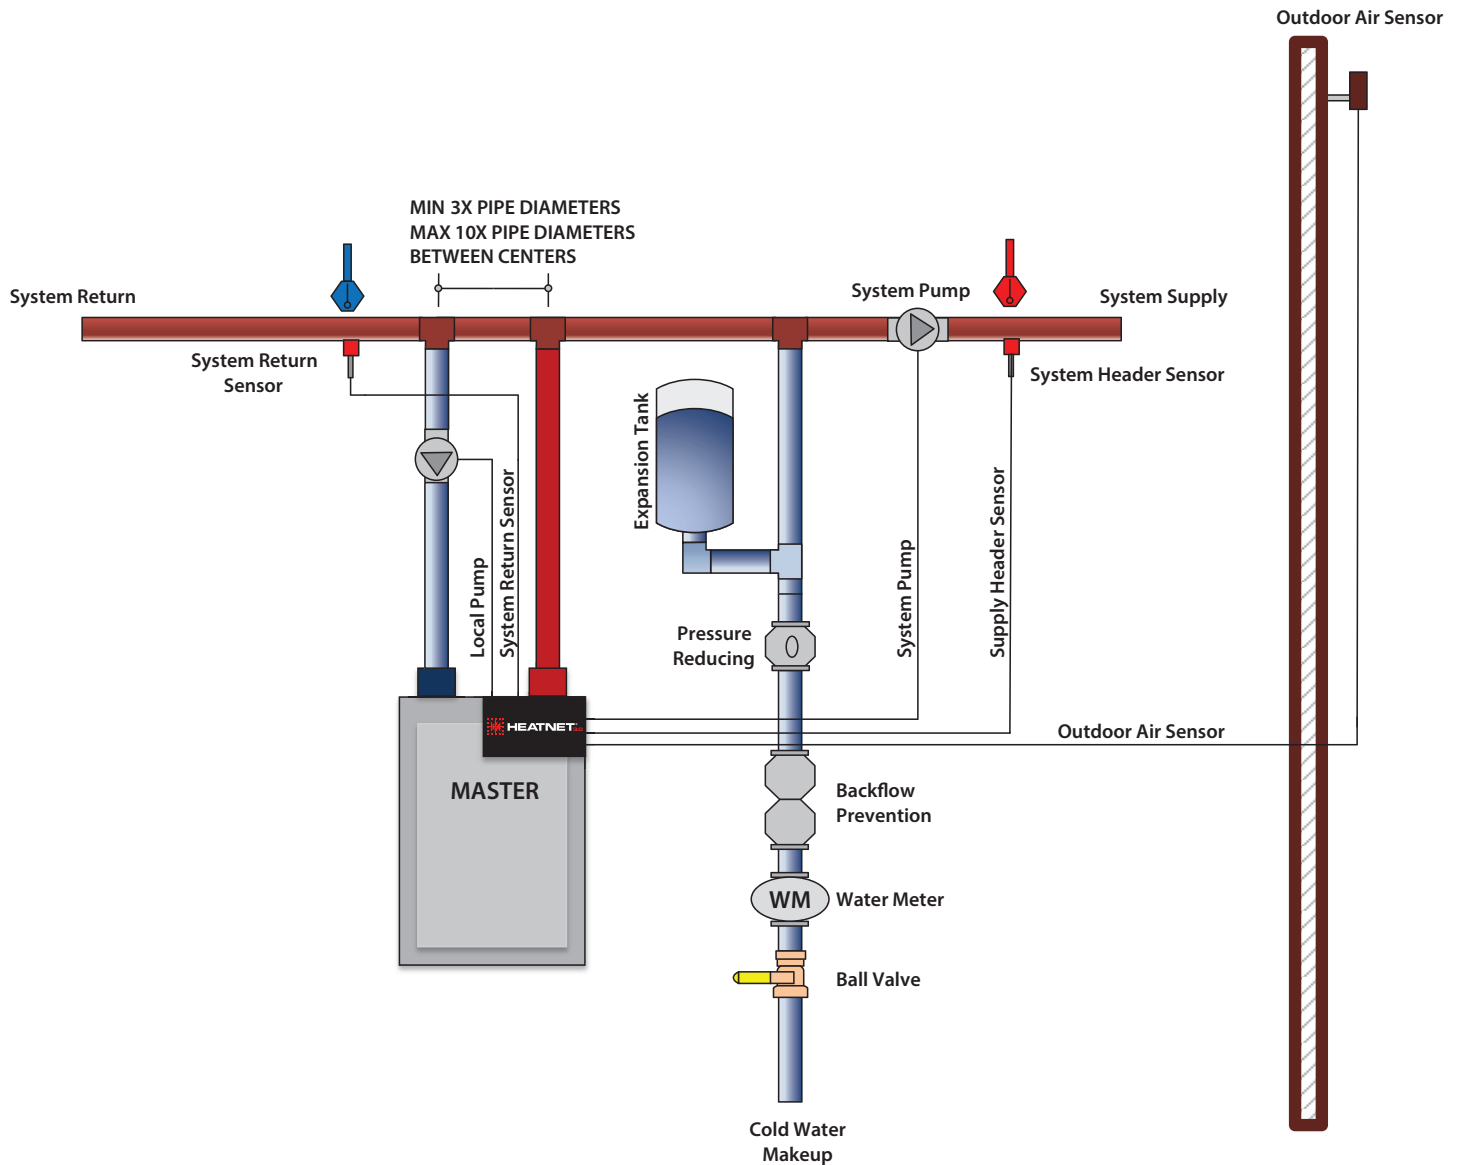 Outdoor Air Sensor
MIN 3X PIPE DIAMETERS
MAX 10X PIPE DIAMETERS
BETWEEN CENTERS
System Return
System Pump
System Supply
System Return
Sensor
System Header Sensor
Expansion Tank
Local Pump
System Return Sensor
System Pump
Supply Header Sensor
Pressure
Reducing
HEATNET
Outdoor Air Sensor
MASTER
Backflow
Prevention
WM
Water Meter
Ball Valve
Cold Water
Makeup